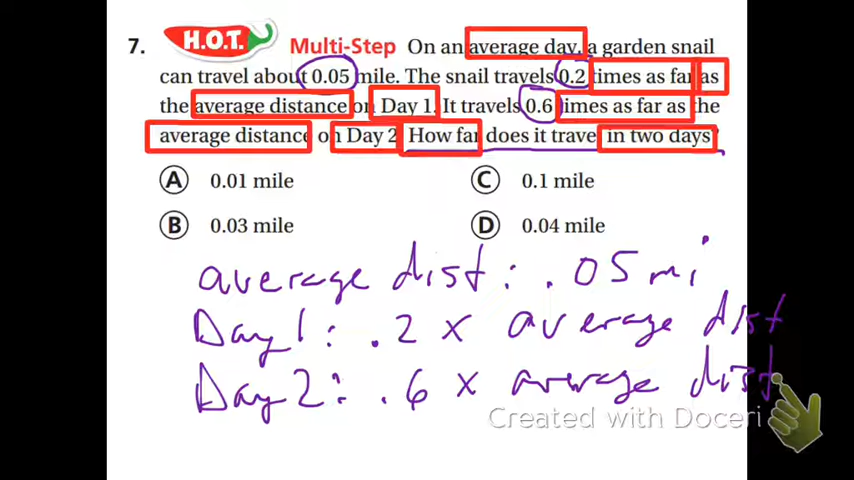 7. H.O.T. Multi-Step On an average day, a garden snail
can travel about 0.05 mile. The snail travels 0.2 times as far as
the average distance on Day 1. It travels 0.6 times as far as the
average distance on Day 2. How far does it travel in two days?
A 0.01 mile C 0.1 mile
B 0.03 mile D 0.04 mile
average dist: .05 mi
Day 1: .2 x average dist
Day 2: .6 x average dist
Created with Doceri